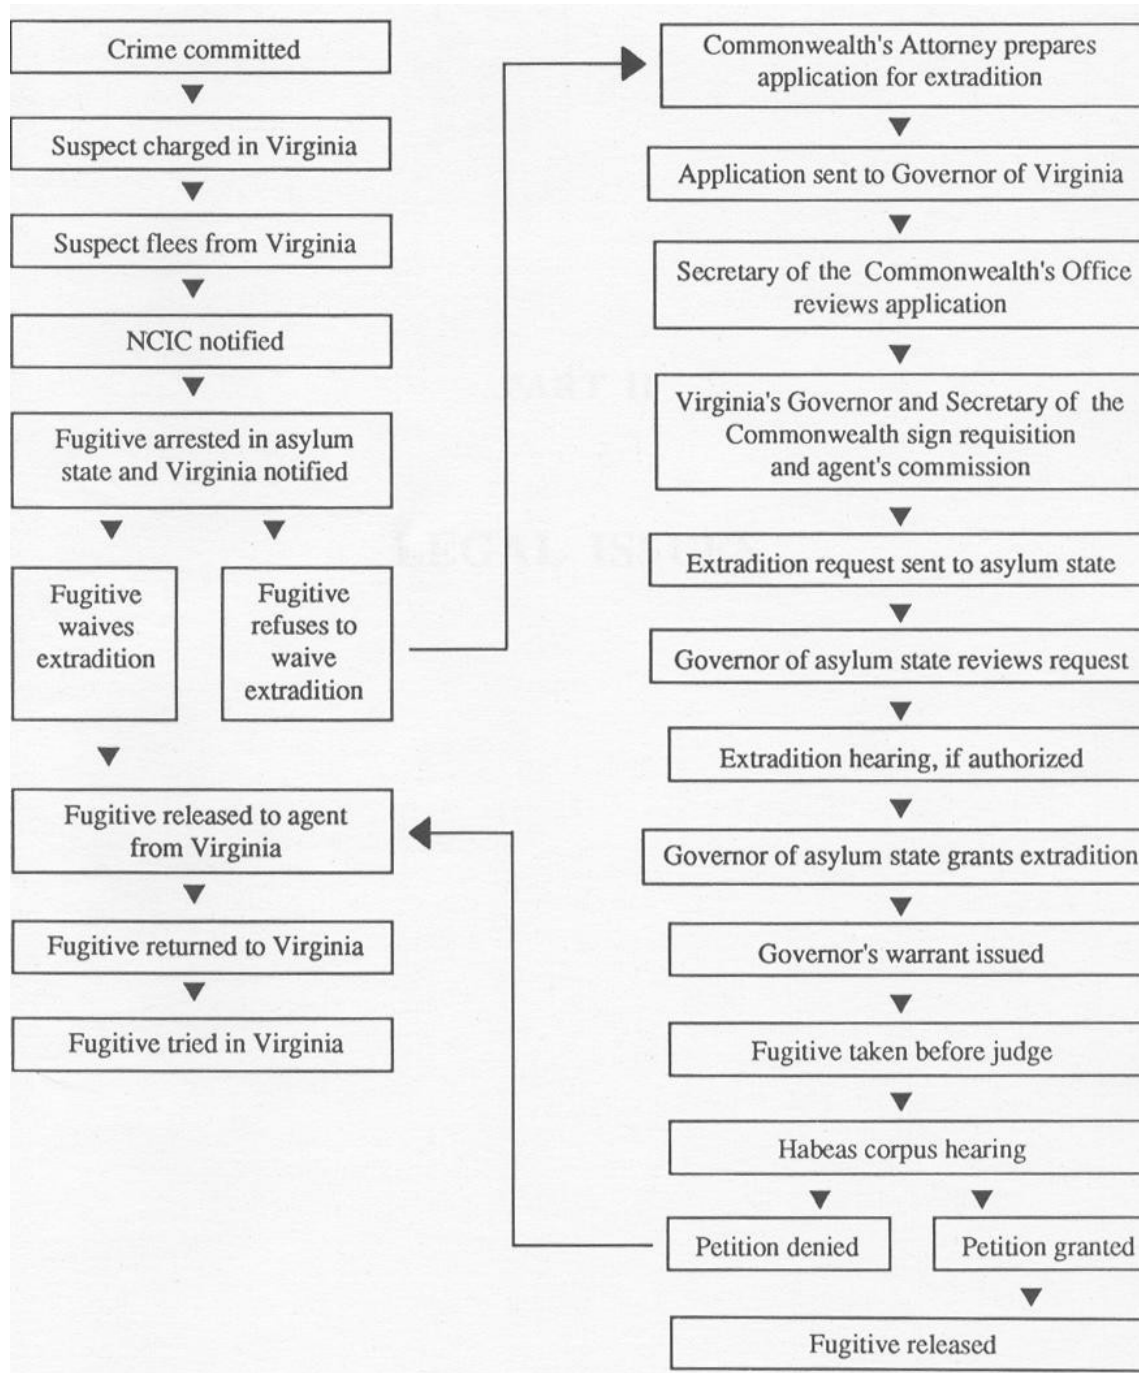 Crime committed
Suspect charged in Virginia
Suspect flees from Virginia
NCIC notified
Fugitive arrested in asylum
state and Virginia notified
Fugitive
waives
extradition
Fugitive
refuses to
waive
extradition
Fugitive released to agent
from Virginia
Fugitive returned to Virginia
Fugitive tried in Virginia
Commonwealth's Attorney prepares
application for extradition
Application sent to Governor of Virginia
Secretary of the Commonwealth's Office
reviews application
Virginia's Governor and Secretary of the
Commonwealth sign requisition
and agent's commission
Extradition request sent to asylum state
Governor of asylum state reviews request
Extradition hearing, if authorized
Governor of asylum state grants extradition
Governor's warrant issued
Fugitive taken before judge
Habeas corpus hearing
Petition denied
Petition granted
Fugitive released
PART II
LEGAL ISSUES